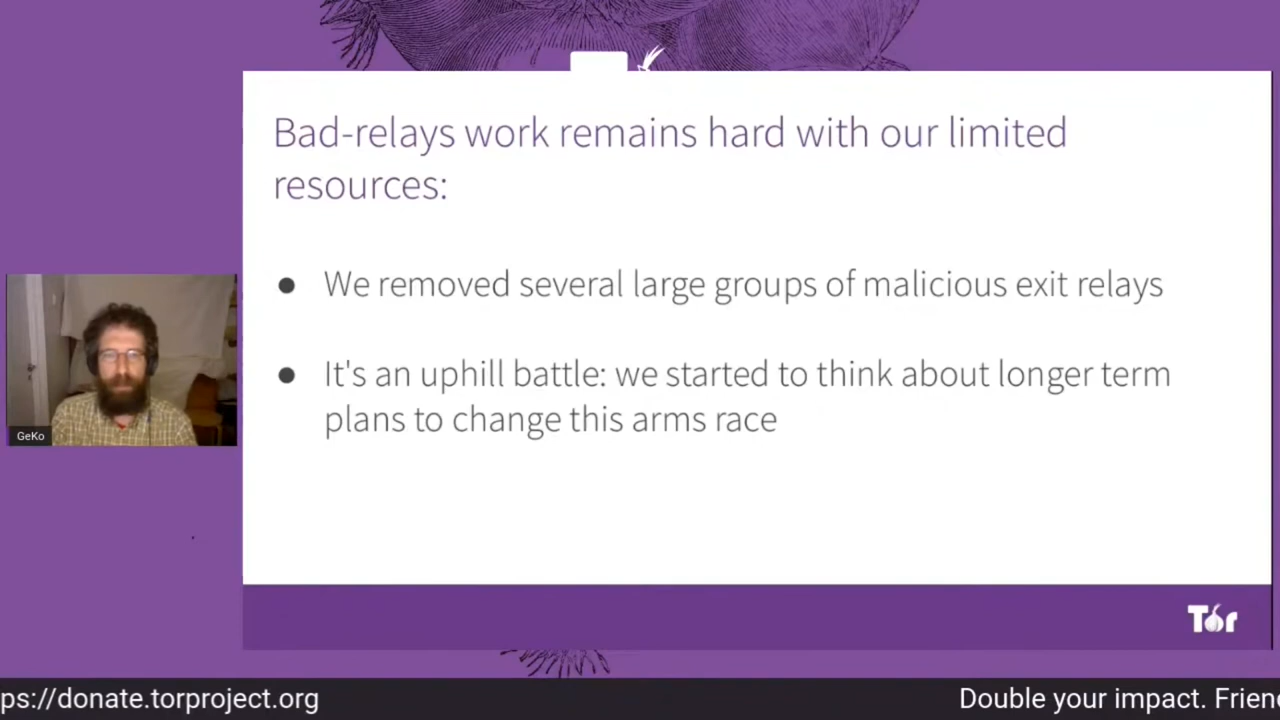 Bad-relays work remains hard with our limited
resources:
● We removed several large groups of malicious exit relays
● It's an uphill battle: we started to think about longer term
plans to change this arms race
GeKo
Tor
ps://donate.torproject.org
Double your impact. Frien